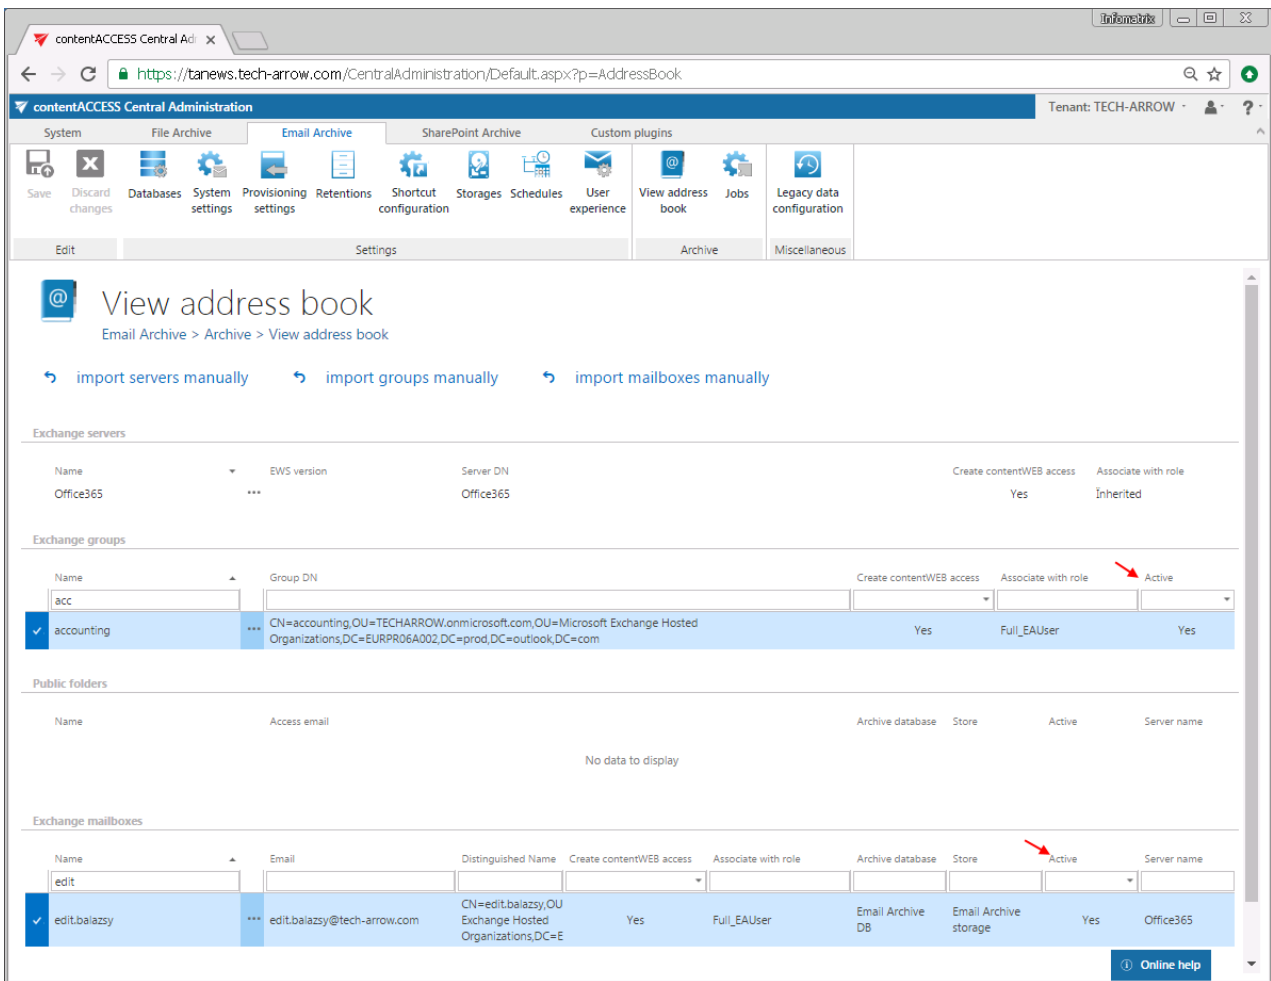 Infometrix
contentACCESS Central Adr
https://tanews.tech-arrow.com/CentralAdministration/Default.aspx?p=AddressBook
contentACCESS Central Administration
Tenant: TECH-ARROW
?
System File Archive Email Archive SharePoint Archive Custom plugins
Save
Discard changes
Databases
System settings
Provisioning settings
Retentions
Shortcut configuration
Storages
Schedules
User experience
View address book
Jobs
Legacy data configuration
Edit Settings Archive Miscellaneous
View address book
Email Archive > Archive > View address book
import servers manually import groups manually import mailboxes manually
Exchange servers
Name EWS version Server DN Create contentWEB access Associate with role
Office365 ••• Office365 Yes Inherited
Exchange groups
Name Group DN Create contentWEB access Associate with role Active
acc
accounting ••• CN=accounting,OU=TECHARROW.onmicrosoft.com,OU=Microsoft Exchange Hosted
Organizations,DC=EURPR06A002,DC=prod,DC=outlook,DC=com Yes Full_EAUser Yes
Public folders
Name Access email Archive database Store Active Server name
No data to display
Exchange mailboxes
Name Email Distinguished Name Create contentWEB access Associate with role Archive database Store Active Server name
edit
edit.balazsy ••• edit.balazsy@tech-arrow.com
CN=edit.balazsy,OU
Exchange Hosted
Organizations,DC=E
Yes Full_EAUser
Email Archive DB
Email Archive storage
Yes Office365
Online help